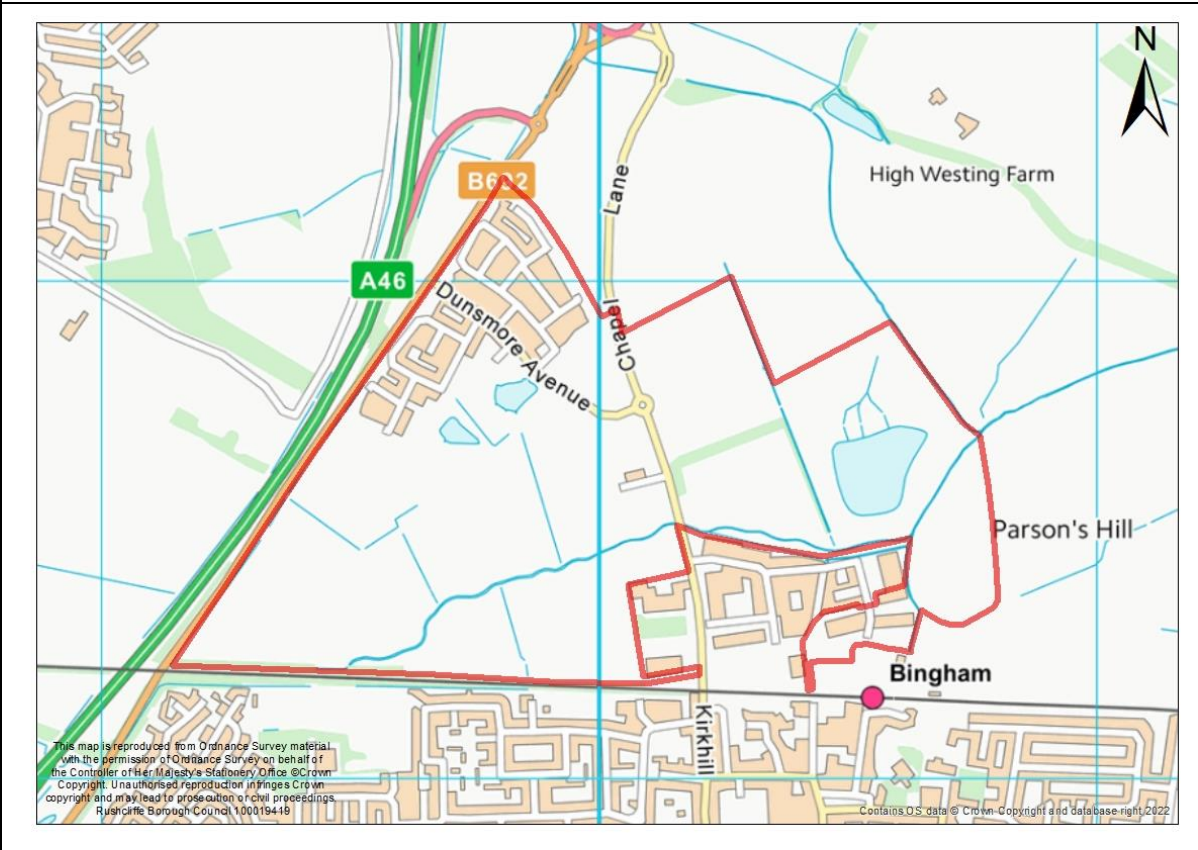 N
High Westing Farm
Lane
B682
A46
Dunsmore Avenue
Chapel
Parson's Hill
Bingham
Kirkhill
This map is reproduced from Ordnance Survey material
with the permission of Ordnance Survey on behalf of
the Controller of Her Majesty's Stationery Office ©Crown
Copyright. Unauthorised reproduction infringes Crown
copyright and may lead to prosecution or civil proceedings
Rushcliffe Borough Council 100019419
Contains OS data © Crown Copyright and database right 2022